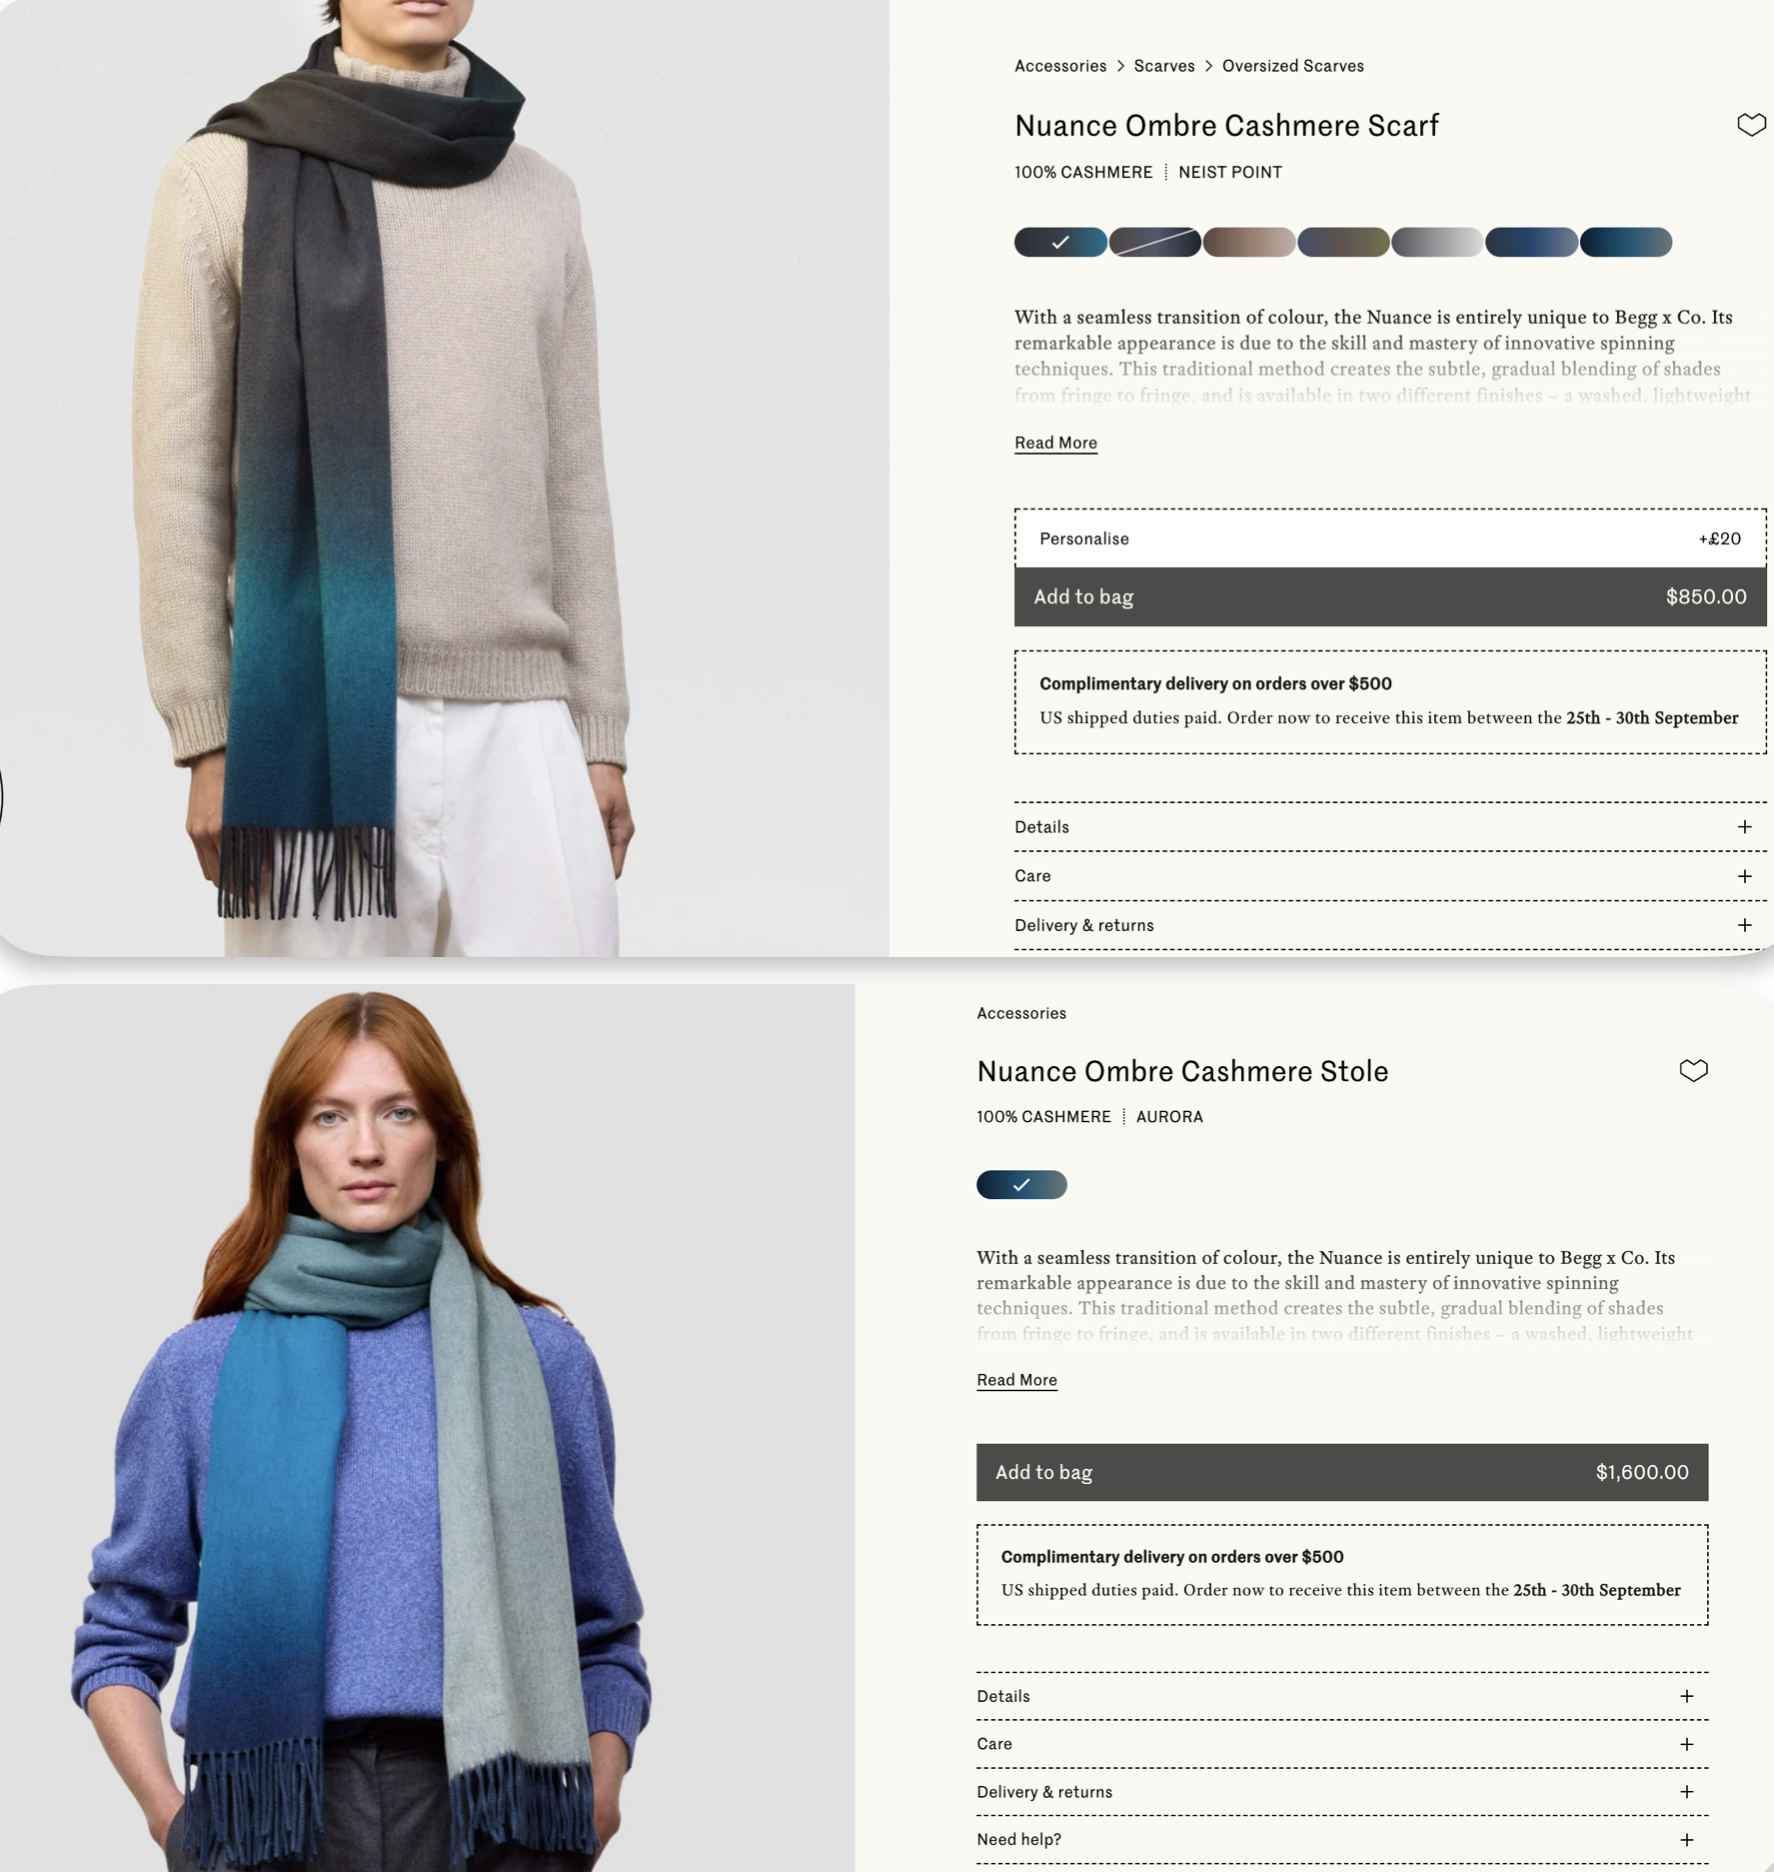 Accessories > Scarves > Oversized Scarves
Nuance Ombre Cashmere Scarf
100% CASHMERE ┊ NEIST POINT
With a seamless transition of colour, the Nuance is entirely unique to Begg x Co. Its
remarkable appearance is due to the skill and mastery of innovative spinning
techniques. This traditional method creates the subtle, gradual blending of shades
from fringe to fringe, and is available in two different finishes – a washed, lightweight
Read More
Personalise +£20
Add to bag $850.00
Complimentary delivery on orders over $500
US shipped duties paid. Order now to receive this item between the 25th - 30th September
Details +
Care +
Delivery & returns +
Accessories
Nuance Ombre Cashmere Stole
100% CASHMERE ┊ AURORA
With a seamless transition of colour, the Nuance is entirely unique to Begg x Co. Its
remarkable appearance is due to the skill and mastery of innovative spinning
techniques. This traditional method creates the subtle, gradual blending of shades
from fringe to fringe, and is available in two different finishes – a washed, lightweight
Read More
Add to bag $1,600.00
Complimentary delivery on orders over $500
US shipped duties paid. Order now to receive this item between the 25th - 30th September
Details +
Care +
Delivery & returns +
Need help? +